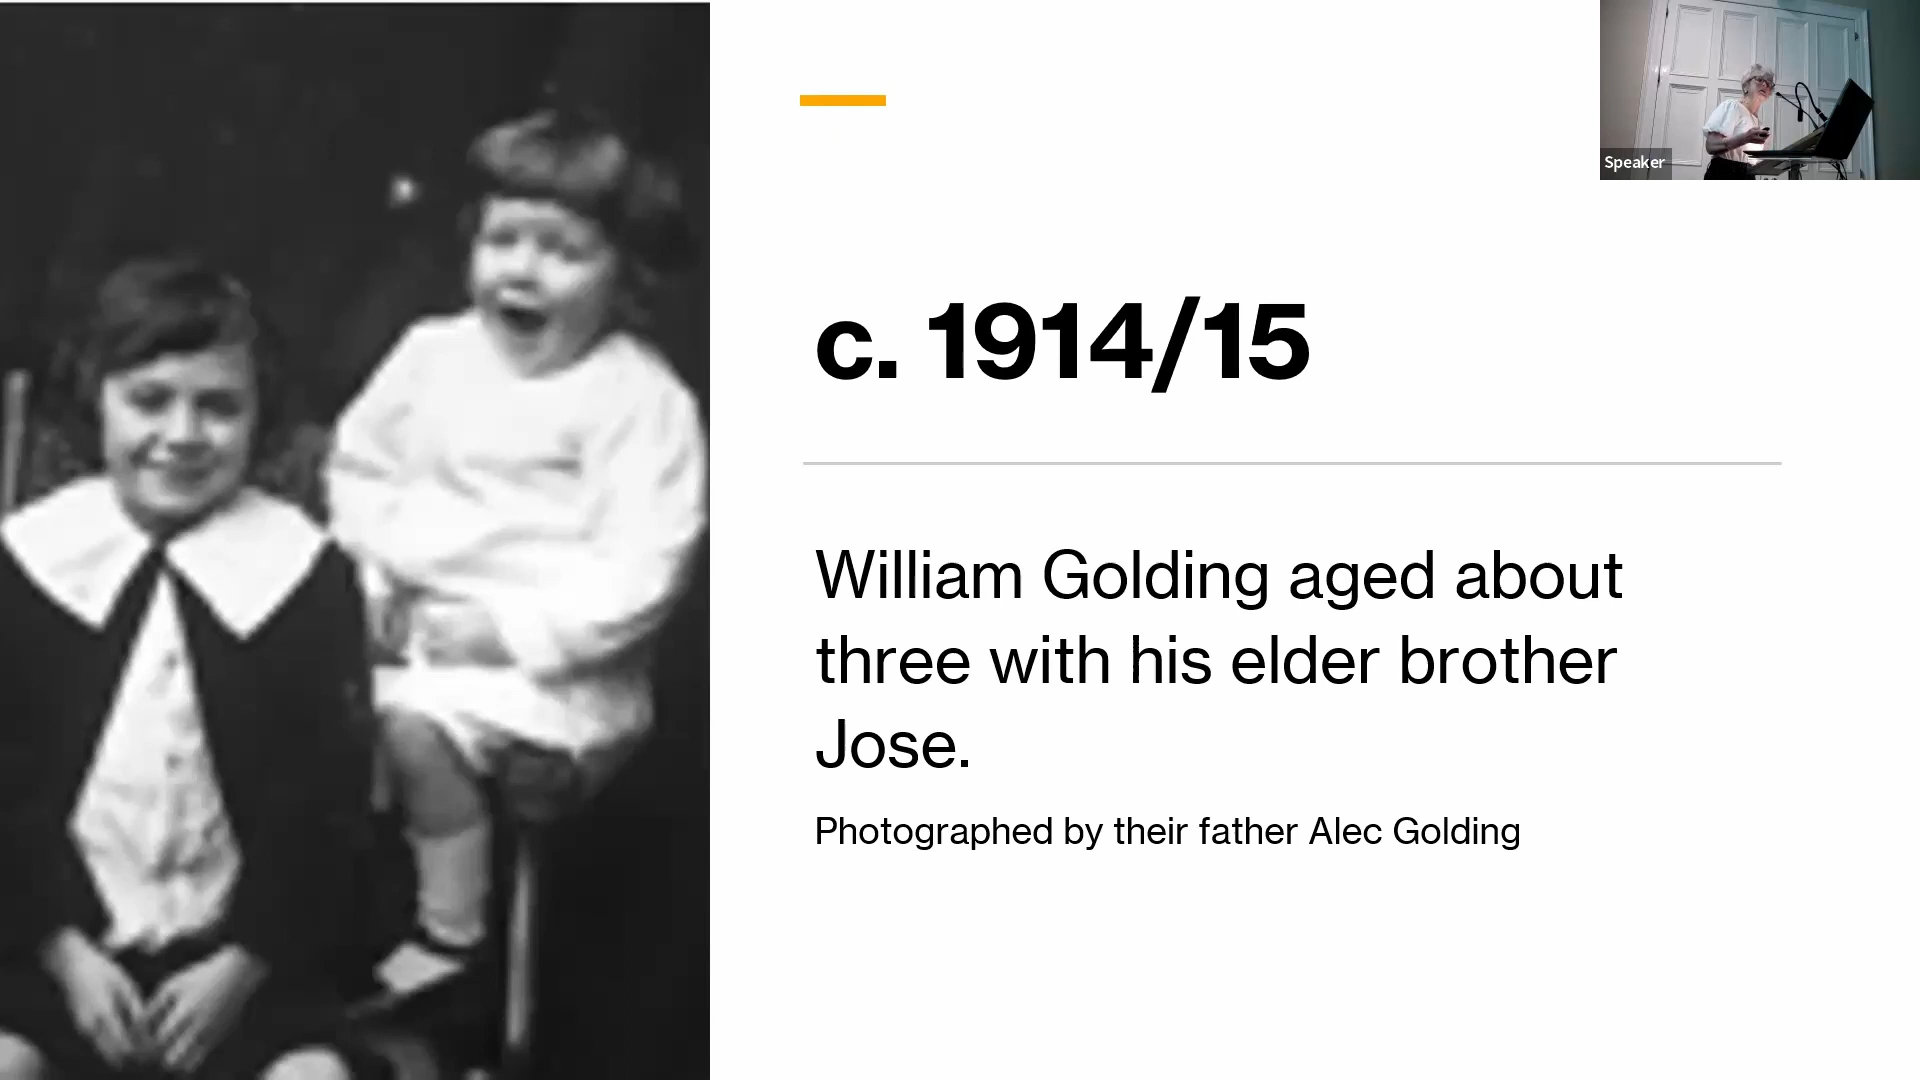 c. 1914/15
William Golding aged about
three with his elder brother
Jose.
Photographed by their father Alec Golding
Speaker